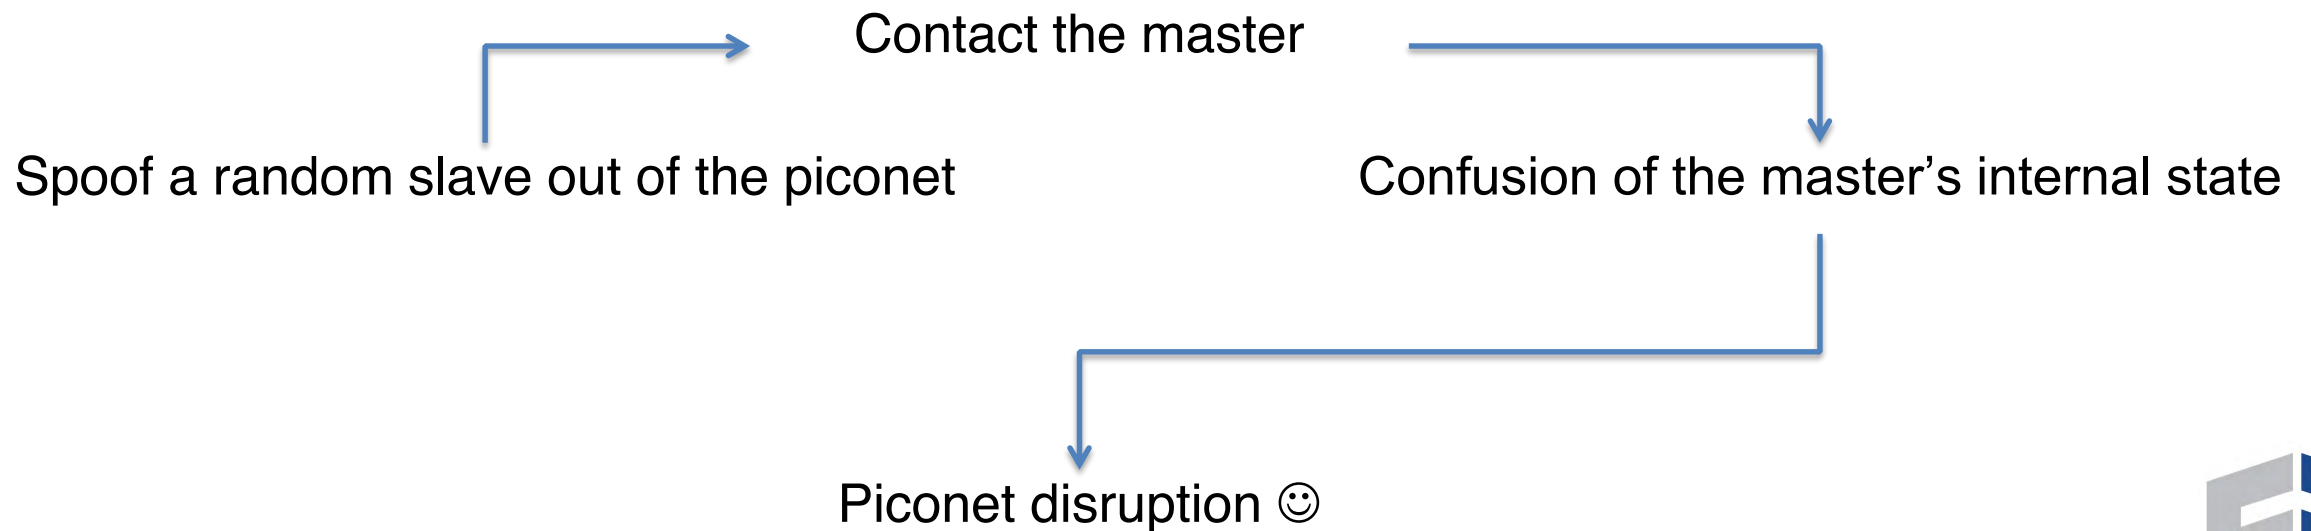 Contact the master
Spoof a random slave out of the piconet
Confusion of the master’s internal state
Piconet disruption ☺